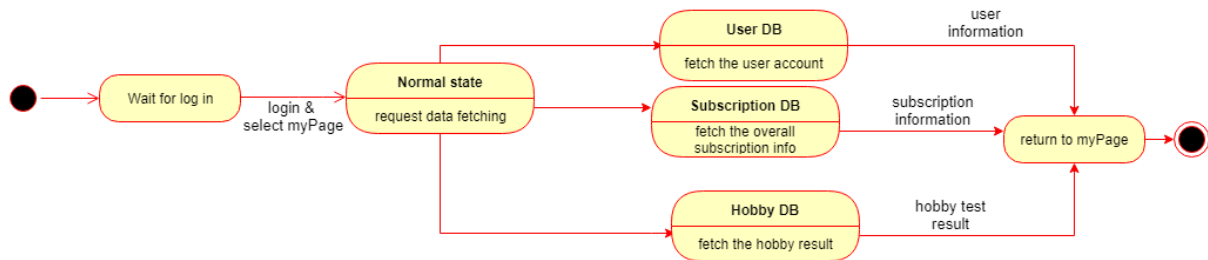 Wait for log in
login &
select myPage
Normal state
request data fetching
User DB
fetch the user account
user
information
Subscription DB
fetch the overall
subscription info
subscription
information
Hobby DB
fetch the hobby result
hobby test
result
return to myPage